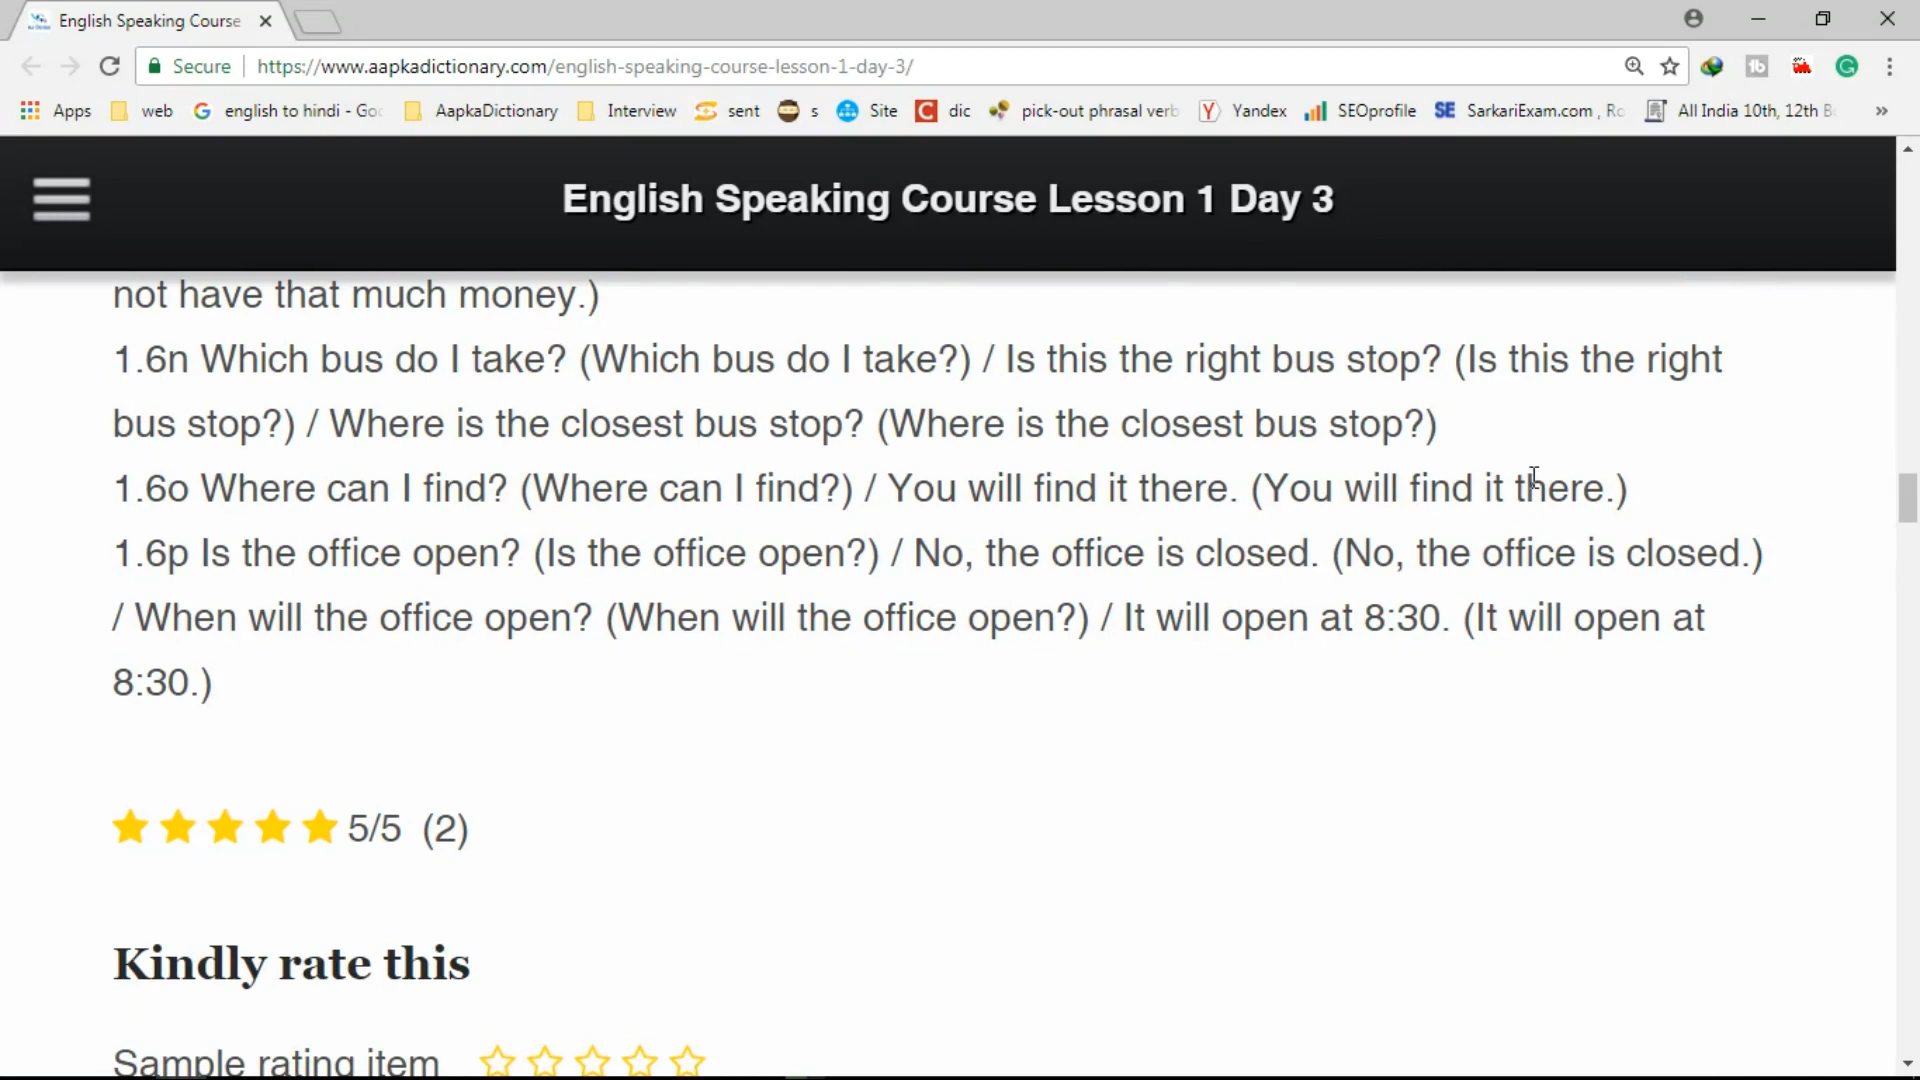 English Speaking Course
Secure https://www.aapkadictionary.com/english-speaking-course-lesson-1-day-3/
Apps web english to hindi - Goo AapkaDictionary Interview sent s Site dic pick-out phrasal verb Yandex SEOprofile SarkariExam.com , Ro All India 10th, 12th B »
English Speaking Course Lesson 1 Day 3
not have that much money.)
1.6n Which bus do I take? (Which bus do I take?) / Is this the right bus stop? (Is this the right
bus stop?) / Where is the closest bus stop? (Where is the closest bus stop?)
1.6o Where can I find? (Where can I find?) / You will find it there. (You will find it there.)
1.6p Is the office open? (Is the office open?) / No, the office is closed. (No, the office is closed.)
/ When will the office open? (When will the office open?) / It will open at 8:30. (It will open at
8:30.)
5/5 (2)
Kindly rate this
Sample rating item